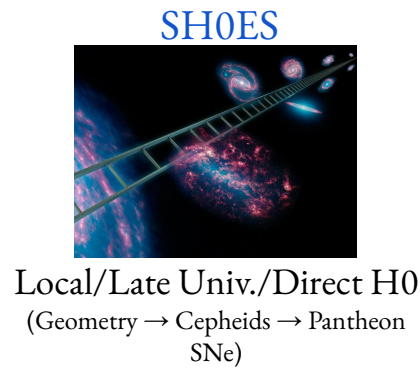 SH0ES
Local/Late Univ./Direct H0
(Geometry → Cepheids → Pantheon
SNe)